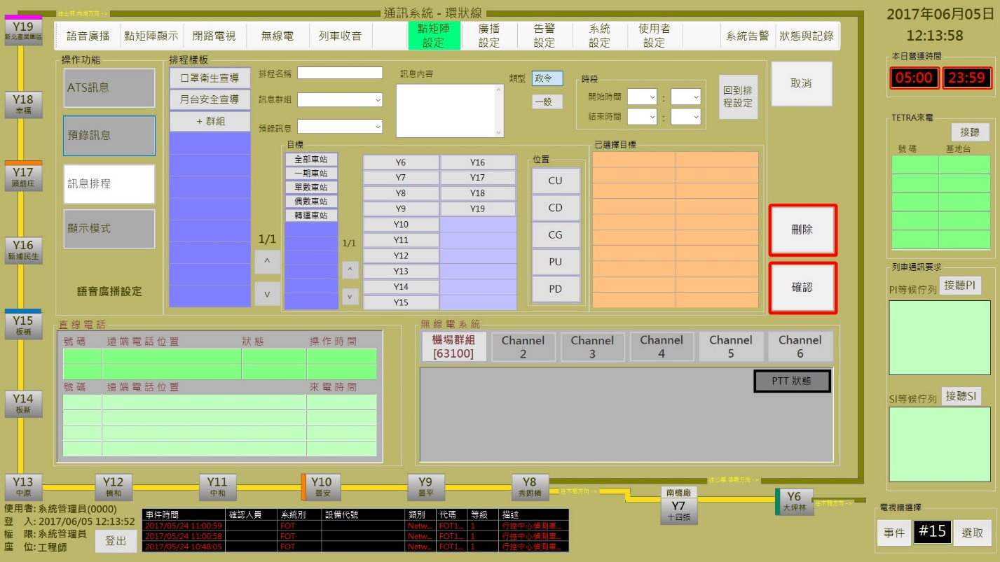 往士林,內湖方向 ->
通訊系統 - 環狀線
2017年06月05日
12:13:58
語音廣播 點矩陣顯示 閉路電視 無線電 列車收音 點矩陣設定 廣播設定 告警設定 系統設定 使用者設定 系統告警 狀態與記錄
本日營運時間
05:00 23:59
Y19
新北產業園區
Y18
幸福
Y17
頭前庄
Y16
新埔民生
Y15
板橋
Y14
板新
操作功能
ATS訊息
預錄訊息
訊息排程
顯示模式
語音廣播設定
排程樣板
口罩衛生宣導
月台安全宣導
+ 群組
1/1
^
v
排程名稱
訊息群組
預錄訊息
訊息內容
類型 政令
一般
時段
開始時間 :
結束時間 :
回到排程設定
取消
目標
全部車站
一期車站
單數車站
偶數車站
轉運車站
1/1
^
v
Y6 Y16
Y7 Y17
Y8 Y18
Y9 Y19
Y10
Y11
Y12
Y13
Y14
Y15
位置
CU
CD
CG
PU
PD
已選擇目標
刪除
確認
TETRA來電
接聽
號碼 基地台
列車通訊要求
PI等候佇列 接聽PI
SI等候佇列 接聽SI
直線電話
號碼 遠端電話位置 狀態 操作時間
號碼 遠端電話位置 來電時間
無線電系統
機場群組 [63100] Channel 2 Channel 3 Channel 4 Channel 5 Channel 6
PTT 狀態
Y13
中原
Y12
橋和
Y11
中和
Y10
景安
Y9
景平
Y8
秀朗橋
往木柵方向 ->
南機廠
Y7
十四張
Y6
大坪林
往木柵方向 ->
使用者: 系統管理員(0000)
登 入: 2017/06/05 12:13:52
權 限: 系統管理員
座 位: 工程師
登出
事件時間 確認人員 系統別 設備代號 類別 代碼 等級 描述
2017/05/24 11:00:59 FOT Netw... FOT1... 1 行控中心偵測單...
2017/05/24 11:00:58 FOT Netw... FOT1... 1 行控中心偵測單...
2017/05/24 10:48:05 FOT Netw... FOT1... 1 行控中心偵測單...
電視牆選擇
事件 #15 選取